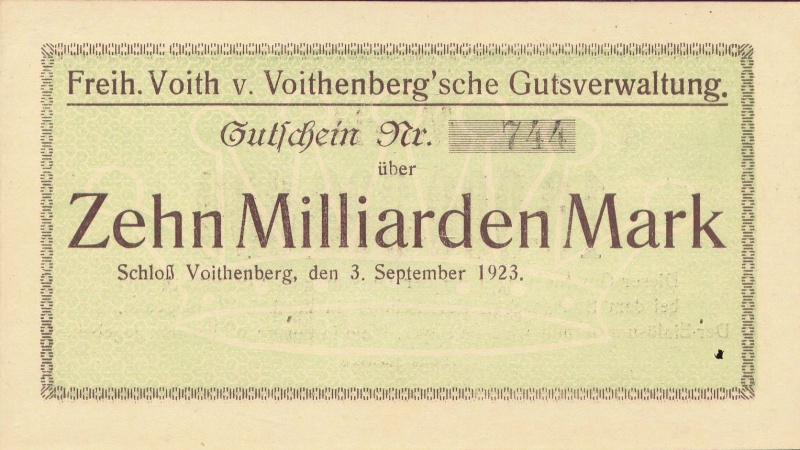 Freih. Voith v. Voithenberg'sche Gutsverwaltung.
Gutschein Nr. 744
über
Zehn Milliarden Mark
Schloß Voithenberg, den 3. September 1923.